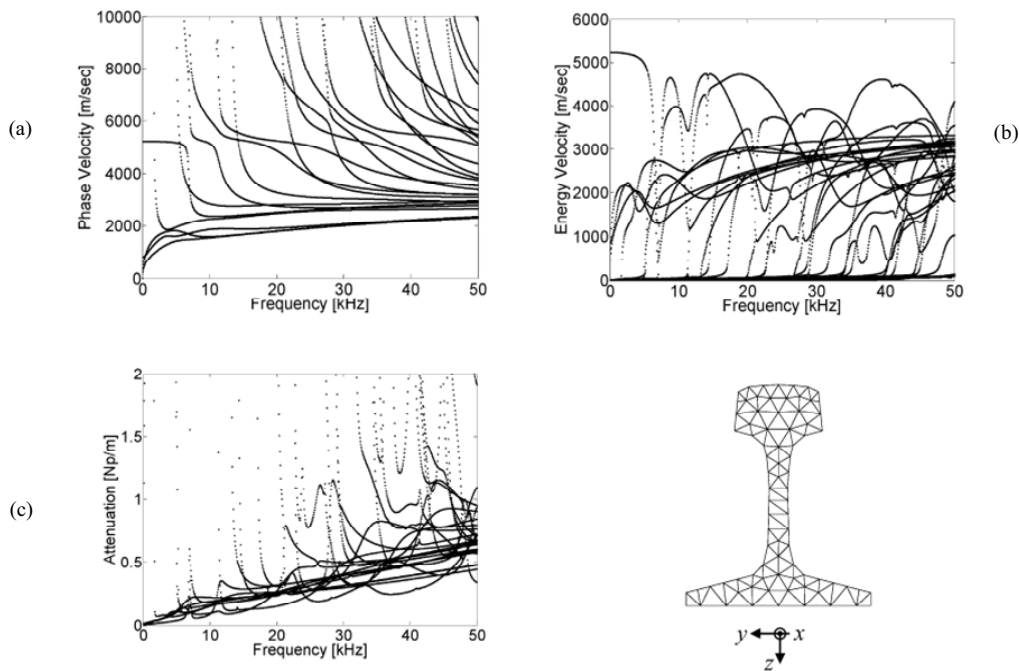 (a)
10000
8000
6000
4000
2000
0
Phase Velocity [m/sec]
0 10 20 30 40 50
Frequency [kHz]
6000
5000
4000
3000
2000
1000
0
Energy Velocity [m/sec]
0 10 20 30 40 50
Frequency [kHz]
(b)
(c)
2
1.5
1
0.5
0
Attenuation [Np/m]
0 10 20 30 40 50
Frequency [kHz]
y x
z